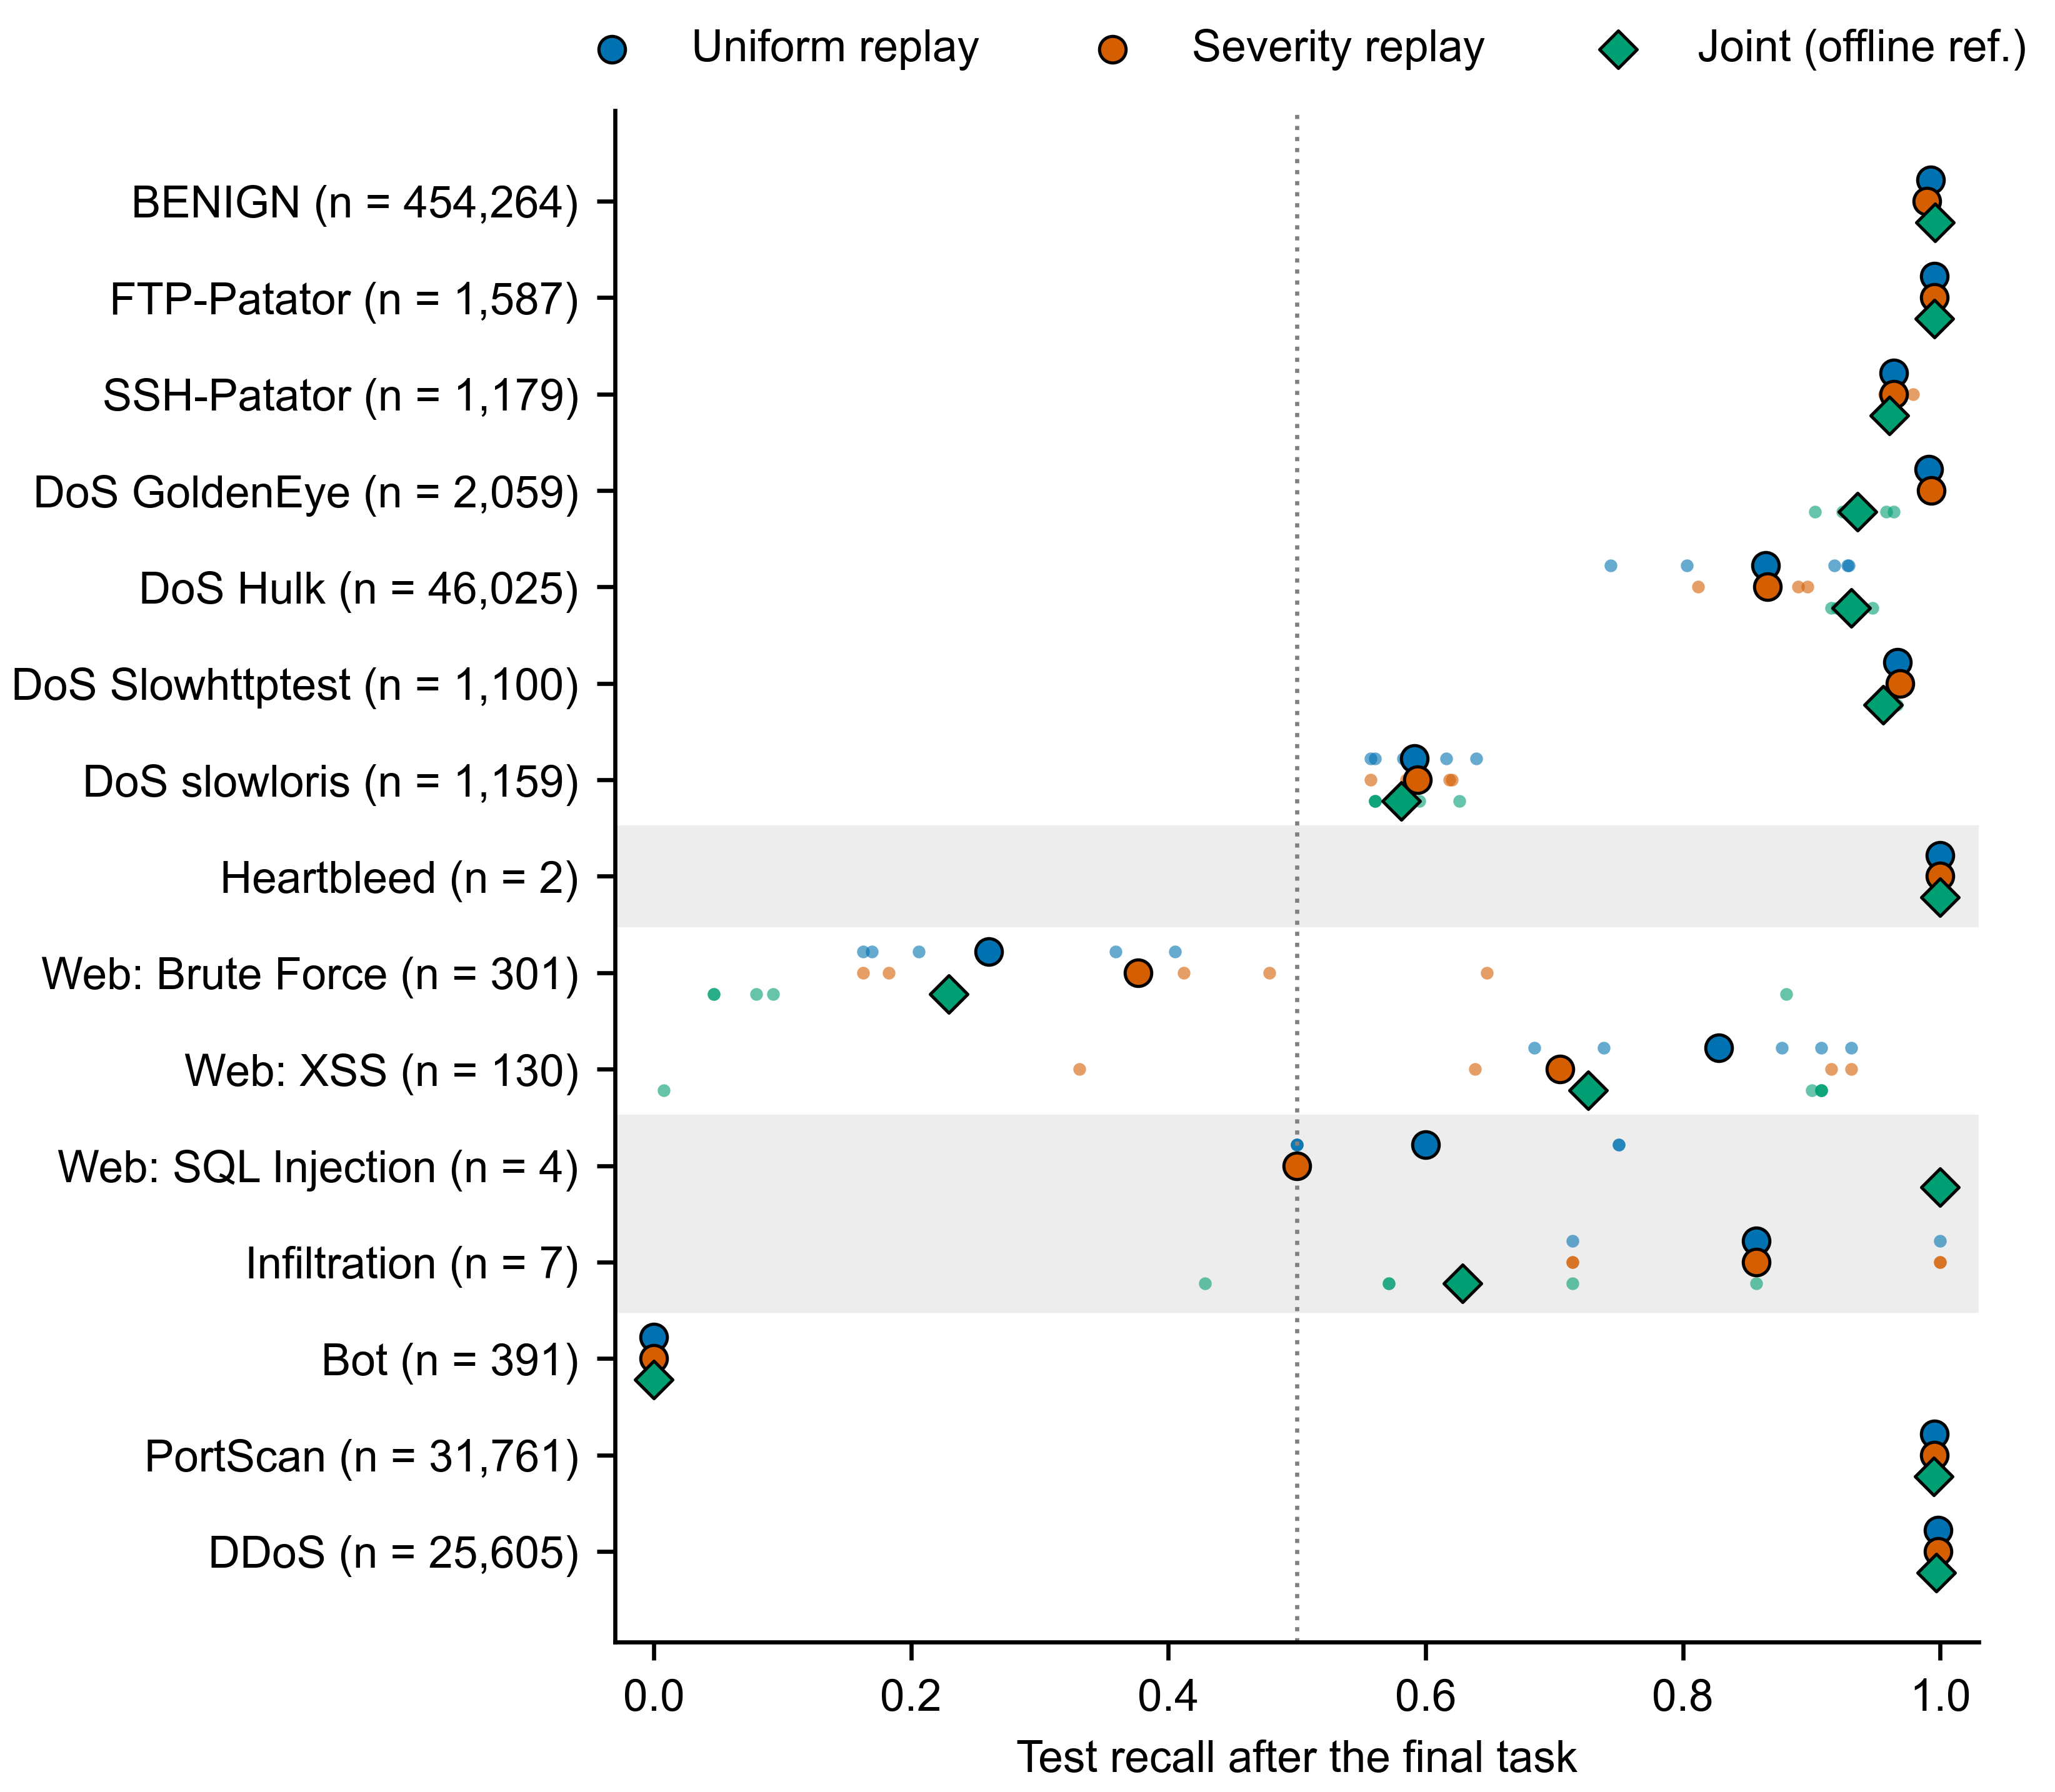 Uniform replay
Severity replay
Joint (offline ref.)
BENIGN (n = 454,264)
FTP-Patator (n = 1,587)
SSH-Patator (n = 1,179)
DoS GoldenEye (n = 2,059)
DoS Hulk (n = 46,025)
DoS Slowhttptest (n = 1,100)
DoS slowloris (n = 1,159)
Heartbleed (n = 2)
Web: Brute Force (n = 301)
Web: XSS (n = 130)
Web: SQL Injection (n = 4)
Infiltration (n = 7)
Bot (n = 391)
PortScan (n = 31,761)
DDoS (n = 25,605)
0.0 0.2 0.4 0.6 0.8 1.0
Test recall after the final task